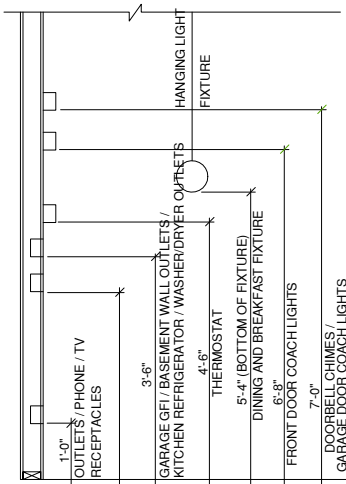 HANGING LIGHT
FIXTURE
1'-0"
OUTLETS / PHONE / TV
RECEPTACLES
3'-6"
GARAGE GFI / BASEMENT WALL OUTLETS /
KITCHEN REFRIGERATOR / WASHER/DRYER OUTLETS
4'-6"
THERMOSTAT
5'-4" (BOTTOM OF FIXTURE)
DINING AND BREAKFAST FIXTURE
6'-8"
FRONT DOOR COACH LIGHTS
7'-0"
DOORBELL CHIMES /
GARAGE DOOR COACH LIGHTS